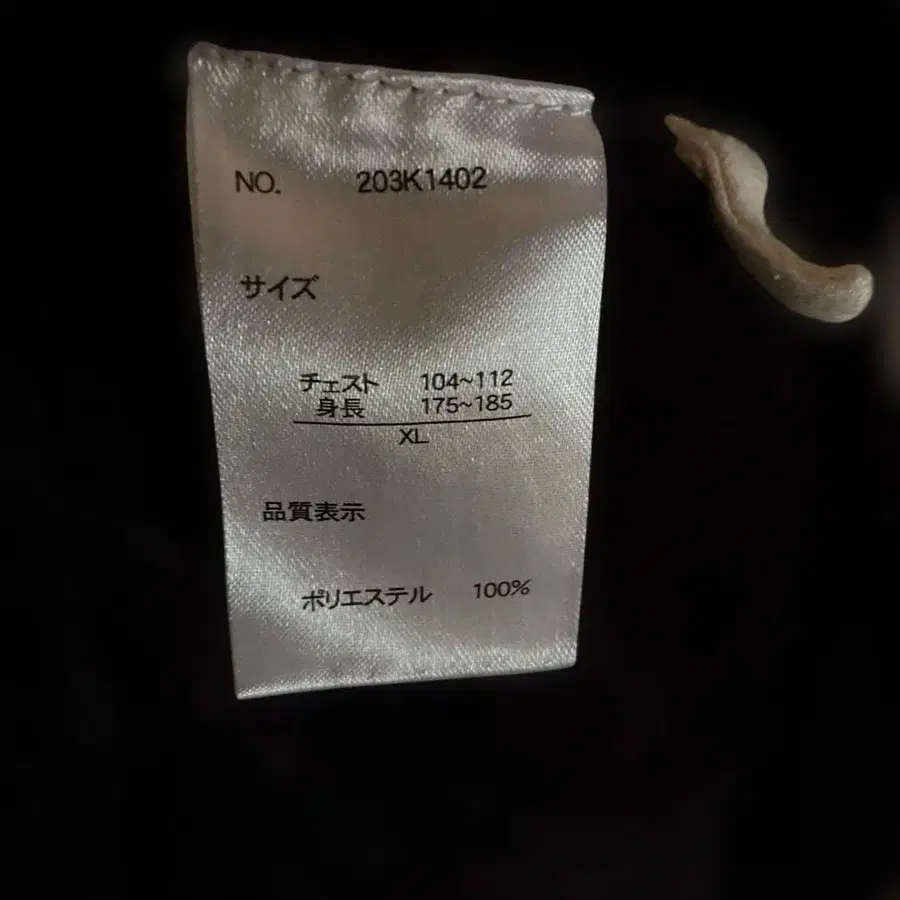 NO. 203K1402
サイズ
チェスト 104~112
身長 175~185
XL
品質表示
ポリエステル 100%